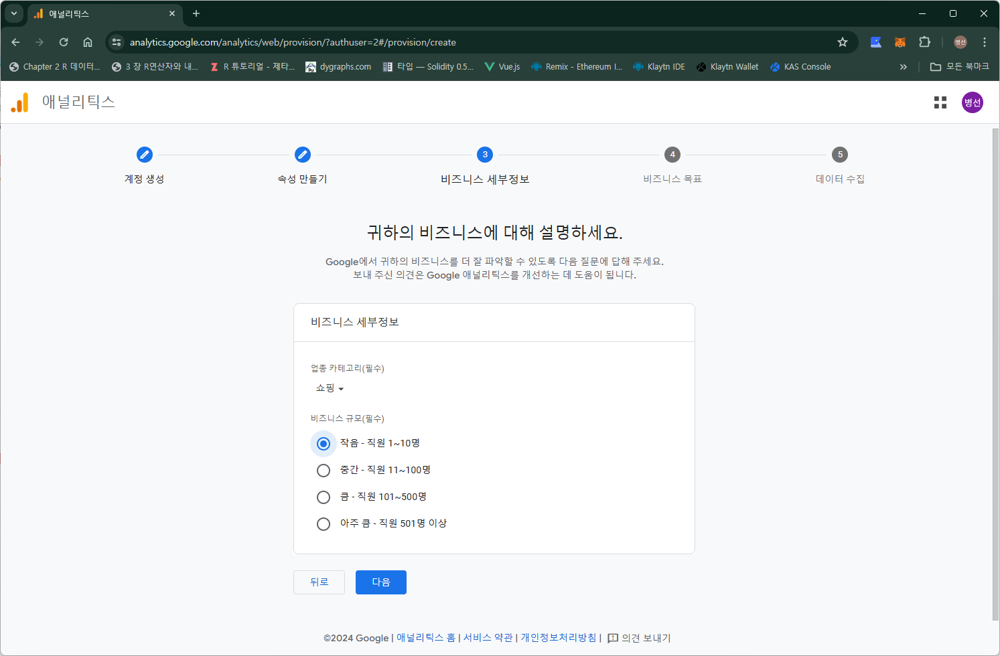 애널리틱스
analytics.google.com/analytics/web/provision/?authuser=2#/provision/create
병선
Chapter 2 R 데이터...
3 장 R연산자와 내...
R 튜토리얼 - 제타...
dygraphs.com
타입 — Solidity 0.5...
Vue.js
Remix - Ethereum I...
Klaytn IDE
Klaytn Wallet
KAS Console
모든 북마크
애널리틱스
병선
3
4
5
계정 생성
속성 만들기
비즈니스 세부정보
비즈니스 목표
데이터 수집
귀하의 비즈니스에 대해 설명하세요.
Google에서 귀하의 비즈니스를 더 잘 파악할 수 있도록 다음 질문에 답해 주세요.
보내 주신 의견은 Google 애널리틱스를 개선하는 데 도움이 됩니다.
비즈니스 세부정보
업종 카테고리(필수)
쇼핑
비즈니스 규모(필수)
작음 - 직원 1~10명
중간 - 직원 11~100명
큼 - 직원 101~500명
아주 큼 - 직원 501명 이상
뒤로
다음
©2024 Google | 애널리틱스 홈 | 서비스 약관 | 개인정보처리방침 | 의견 보내기